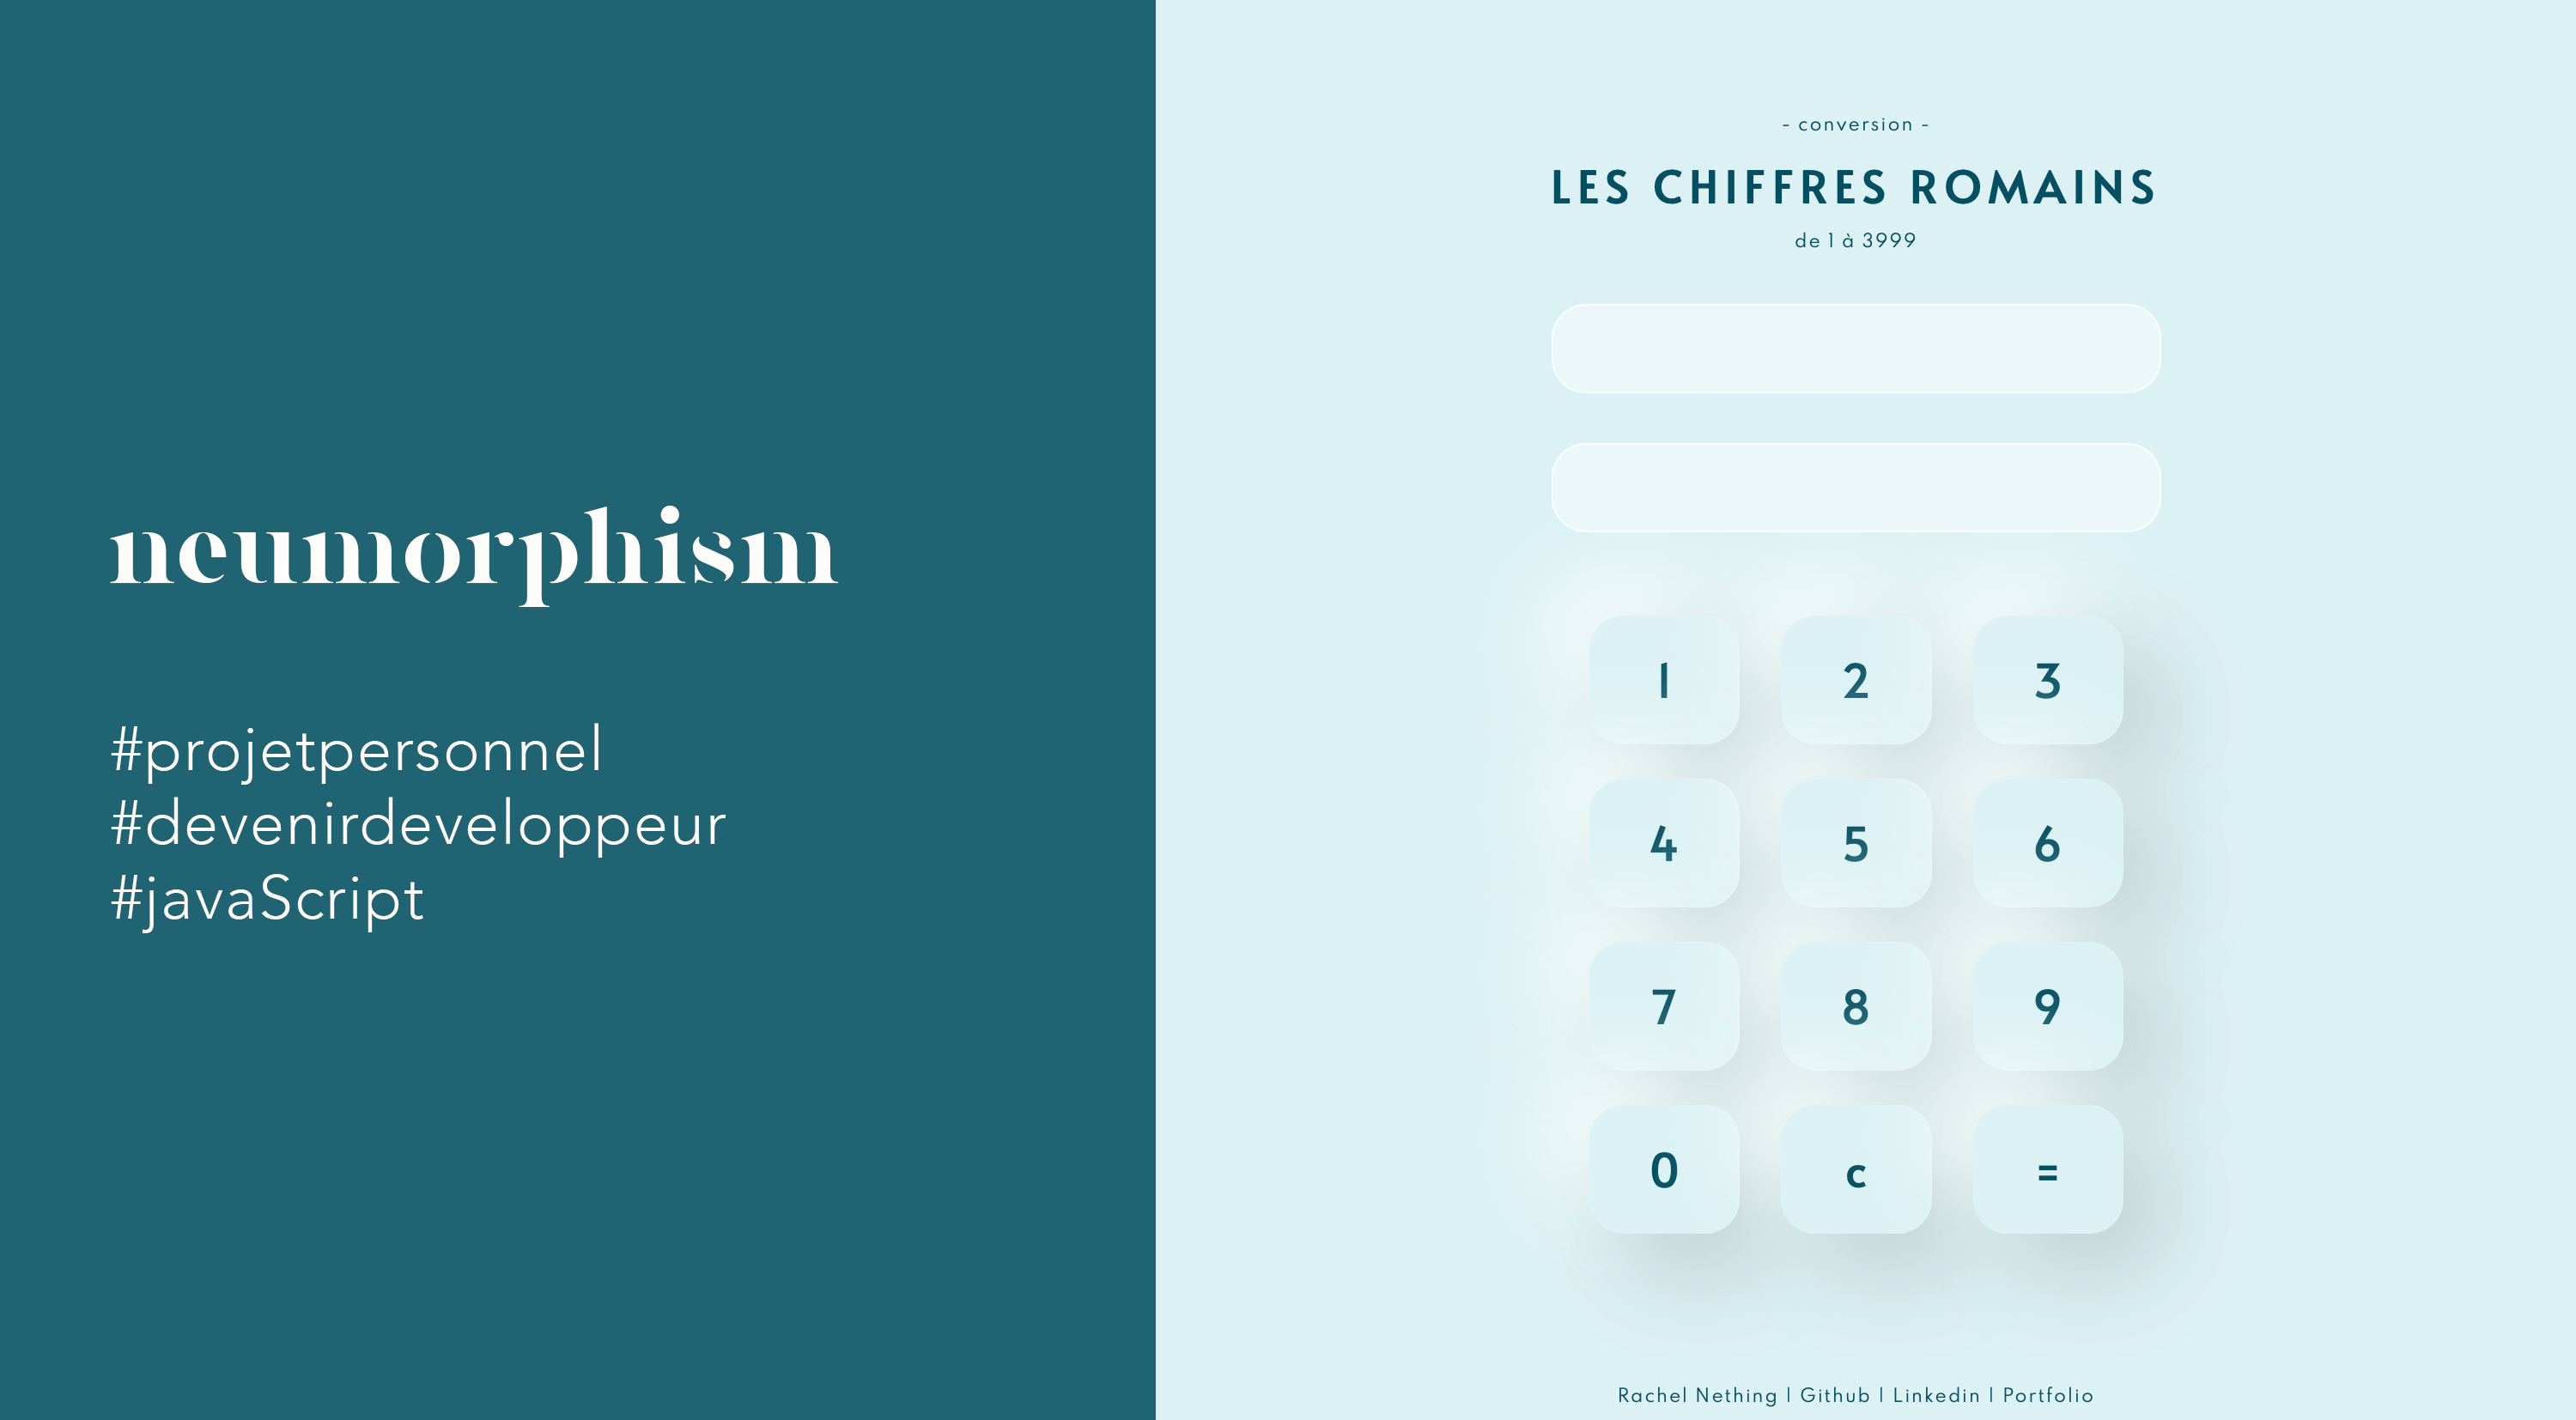 neumorphism
#projetpersonnel
#devenirdeveloppeur
#javaScript
- conversion -
LES CHIFFRES ROMAINS
de 1 à 3999
1 2 3
4 5 6
7 8 9
0 c =
Rachel Nething | Github | Linkedin | Portfolio